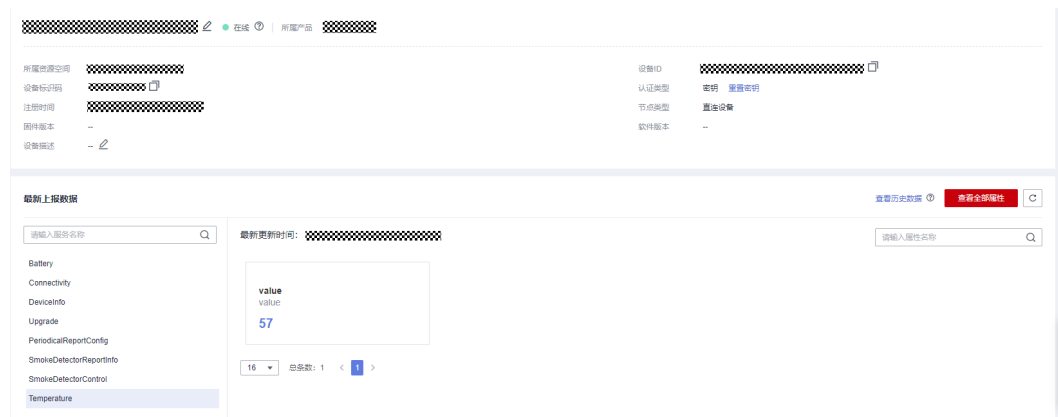 在线 所属产品
所属资源空间
设备ID
设备标识码
认证类型 密钥 重置密钥
注册时间
节点类型 直连设备
固件版本 --
软件版本 --
设备描述 --
最新上报数据
查看历史数据 查看全部属性
请输入服务名称
最新更新时间:
请输入属性名称
Battery
Connectivity
DeviceInfo
Upgrade
PeriodicalReportConfig
SmokeDetectorReportInfo
SmokeDetectorControl
Temperature
value
value
57
16 总条数: 1 < 1 >